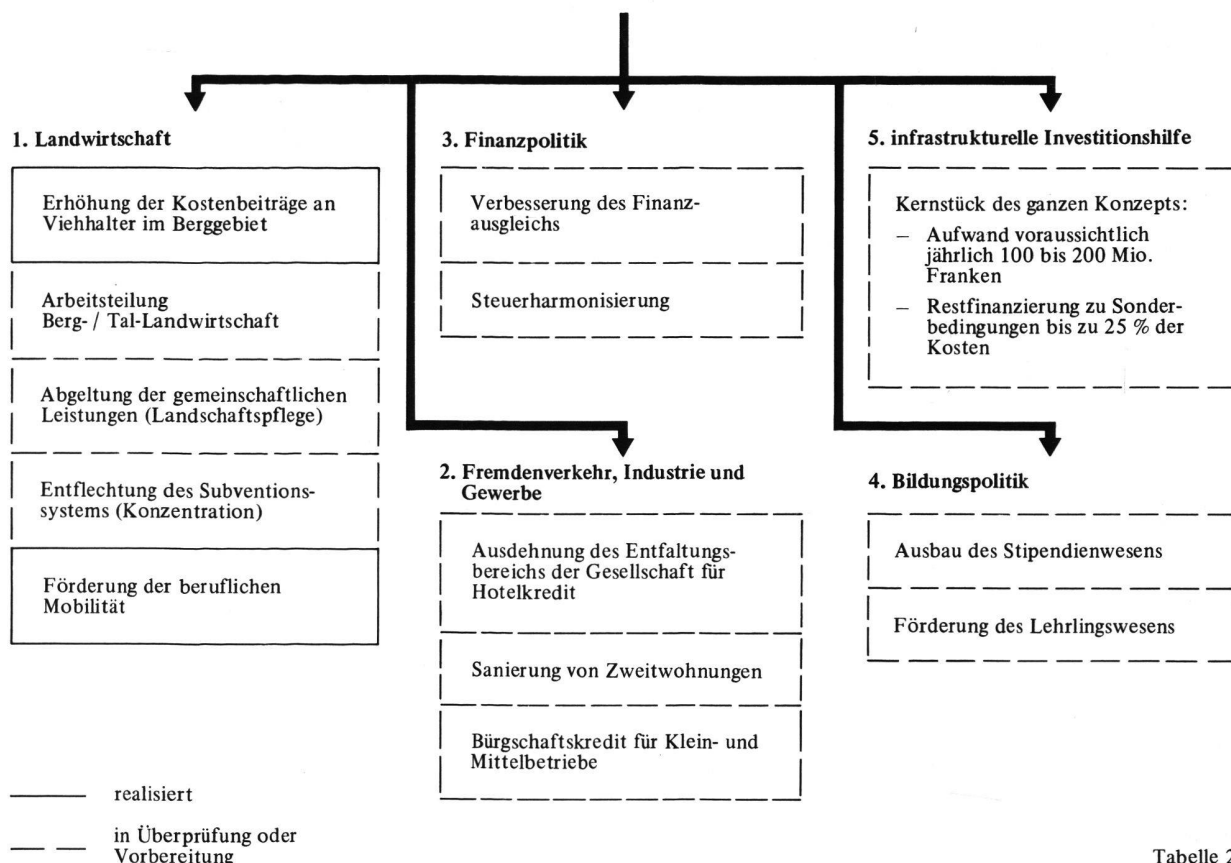 1. Landwirtschaft
Erhöhung der Kostenbeiträge an
Viehhalter im Berggebiet
Arbeitsteilung
Berg- / Tal-Landwirtschaft
Abgeltung der gemeinschaftlichen
Leistungen (Landschaftspflege)
Entflechtung des Subventions-
systems (Konzentration)
Förderung der beruflichen
Mobilität
3. Finanzpolitik
Verbesserung des Finanz-
ausgleichs
Steuerharmonisierung
2. Fremdenverkehr, Industrie und
Gewerbe
Ausdehnung des Entfaltungs-
bereichs der Gesellschaft für
Hotelkredit
Sanierung von Zweitwohnungen
Bürgschaftskredit für Klein- und
Mittelbetriebe
5. infrastrukturelle Investitionshilfe
Kernstück des ganzen Konzepts:
– Aufwand voraussichtlich
jährlich 100 bis 200 Mio.
Franken
– Restfinanzierung zu Sonder-
bedingungen bis zu 25 % der
Kosten
4. Bildungspolitik
Ausbau des Stipendienwesens
Förderung des Lehrlingswesens
realisiert
in Überprüfung oder
Vorbereitung
Tabelle 2